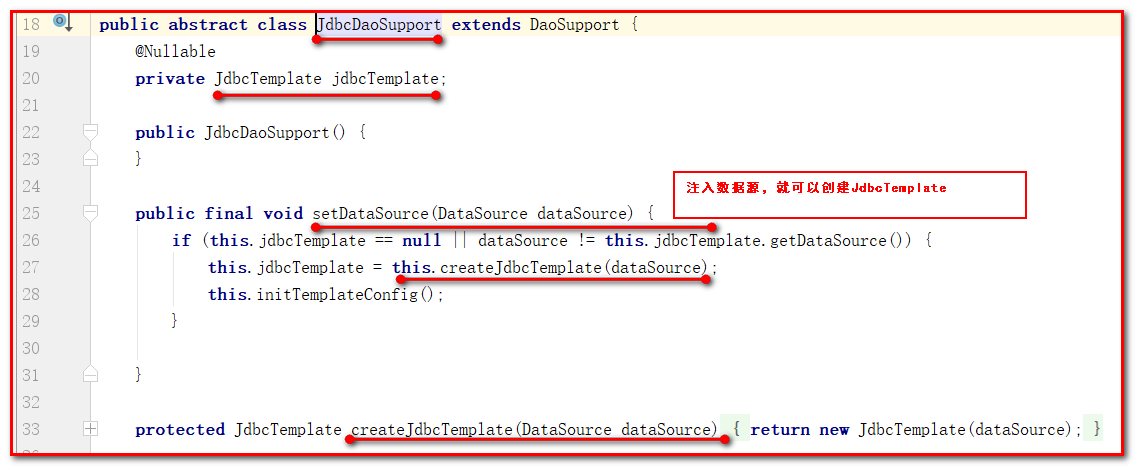 18 public abstract class JdbcDaoSupport extends DaoSupport {
19 @Nullable
20 private JdbcTemplate jdbcTemplate;
21
22 public JdbcDaoSupport() {
23 }
24
注入数据源，就可以创建JdbcTemplate
25 public final void setDataSource(DataSource dataSource) {
26 if (this.jdbcTemplate == null || dataSource != this.jdbcTemplate.getDataSource()) {
27 this.jdbcTemplate = this.createJdbcTemplate(dataSource);
28 this.initTemplateConfig();
29 }
30
31 }
32
33 protected JdbcTemplate createJdbcTemplate(DataSource dataSource) { return new JdbcTemplate(dataSource); }